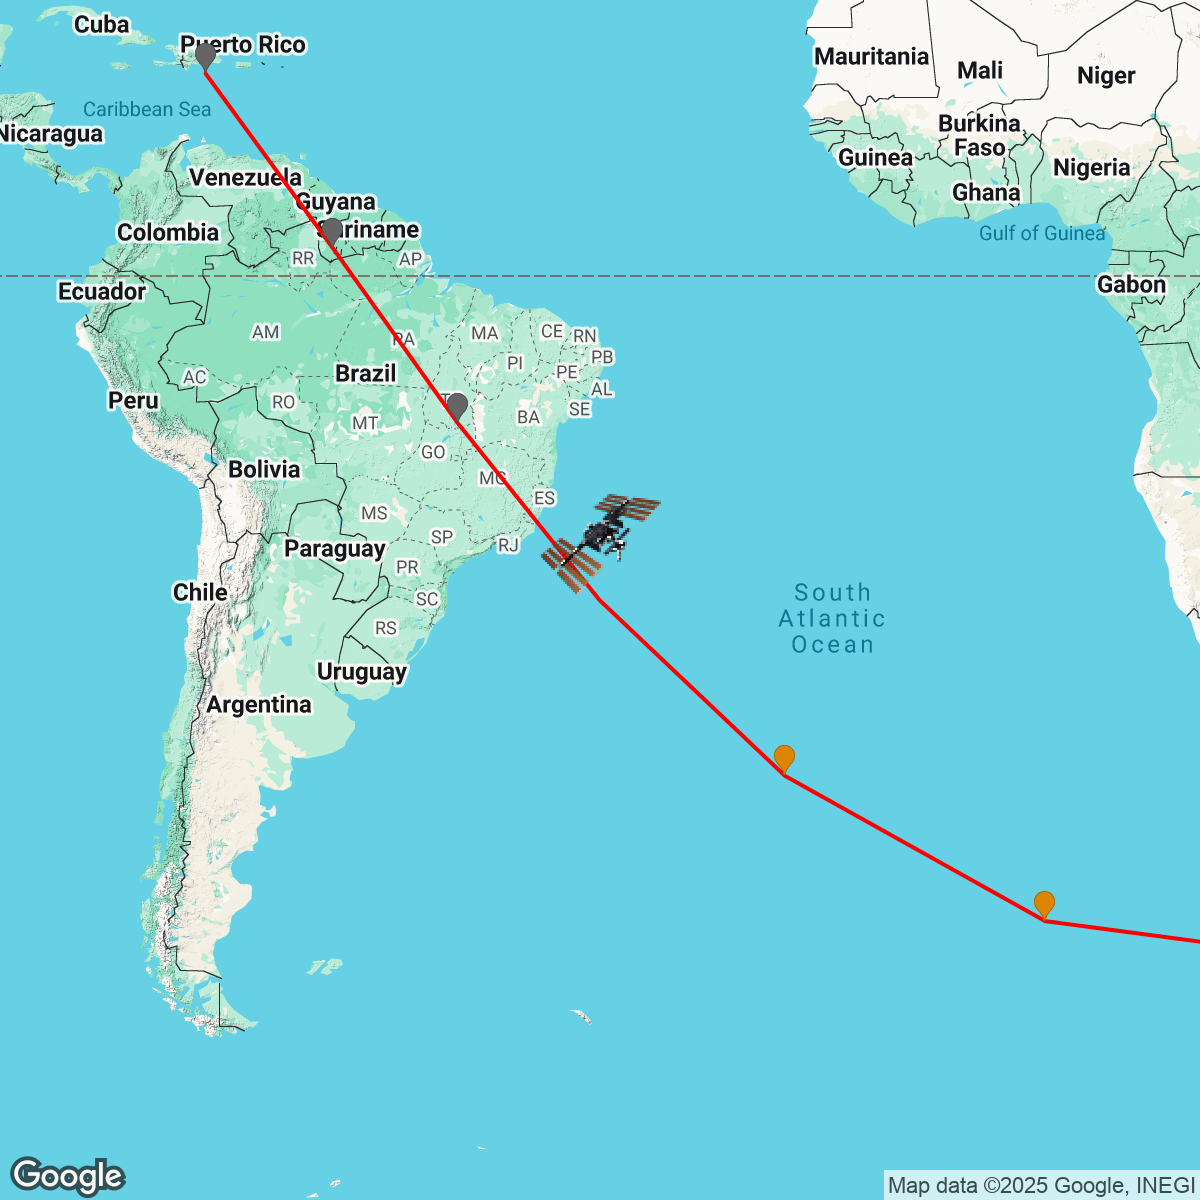 Cuba
Puerto Rico
Mauritania
Mali
Niger
Caribbean Sea
Nicaragua
Burkina
Faso
Guinea
Nigeria
Venezuela
Ghana
Guyana
Colombia
Suriname
Gulf of Guinea
RR
AP
Ecuador
Gabon
AM
PA
MA
CE
RN
PI
PB
Brazil
PE
AC
AL
Peru
RO
SE
MT
BA
GO
Bolivia
MG
ES
MS
SP
RJ
Paraguay
PR
Chile
SC
South
Atlantic
Ocean
RS
Uruguay
Argentina
Google
Map data ©2025 Google, INEGI